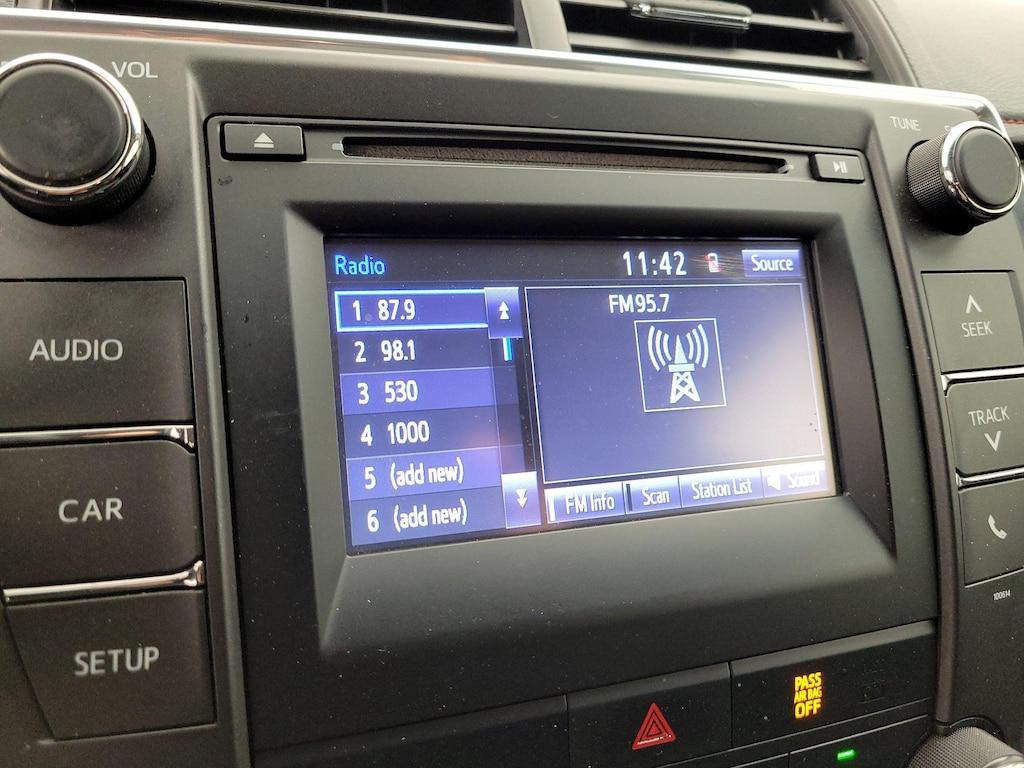 VOL
TUNE
Radio
11:42
Source
1 87.9
2 98.1
3 530
4 1000
5 (add new)
6 (add new)
FM95.7
FM Info
Scan
Station List
Sound
AUDIO
CAR
SETUP
SEEK
TRACK
100614
PASS
AIR BAG
OFF